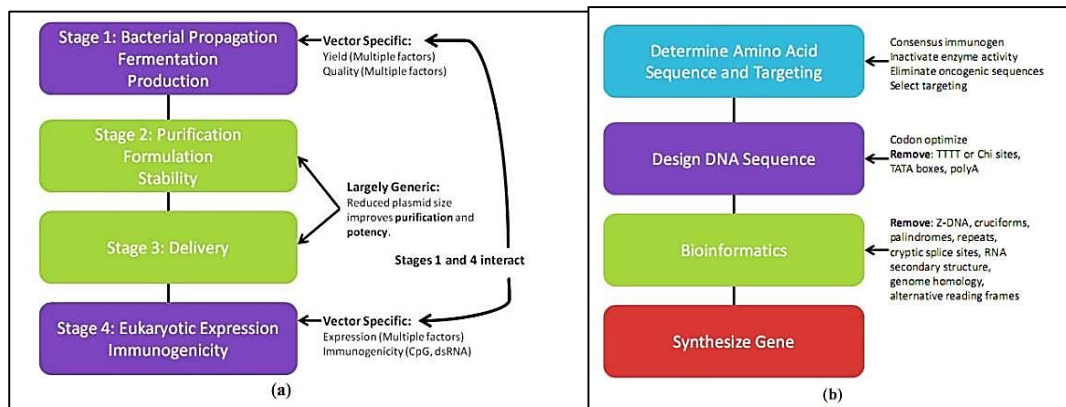 Stage 1: Bacterial Propagation
Fermentation
Production
Vector Specific:
Yield (Multiple factors)
Quality (Multiple factors)
Stage 2: Purification
Formulation
Stability
Largely Generic:
Reduced plasmid size
improves purification and
potency.
Stage 3: Delivery
Stages 1 and 4 interact
Stage 4: Eukaryotic Expression
Immunogenicity
Vector Specific:
Expression (Multiple factors)
Immunogenicity (CpG, dsRNA)
(a)
Determine Amino Acid
Sequence and Targeting
Consensus immunogen
Inactivate enzyme activity
Eliminate oncogenic sequences
Select targeting
Design DNA Sequence
Codon optimize
Remove: TTTT or Chi sites,
TATA boxes, polyA
Bioinformatics
Remove: Z-DNA, cruciforms,
palindromes, repeats,
cryptic splice sites, RNA
secondary structure,
genome homology,
alternative reading frames
Synthesize Gene
(b)